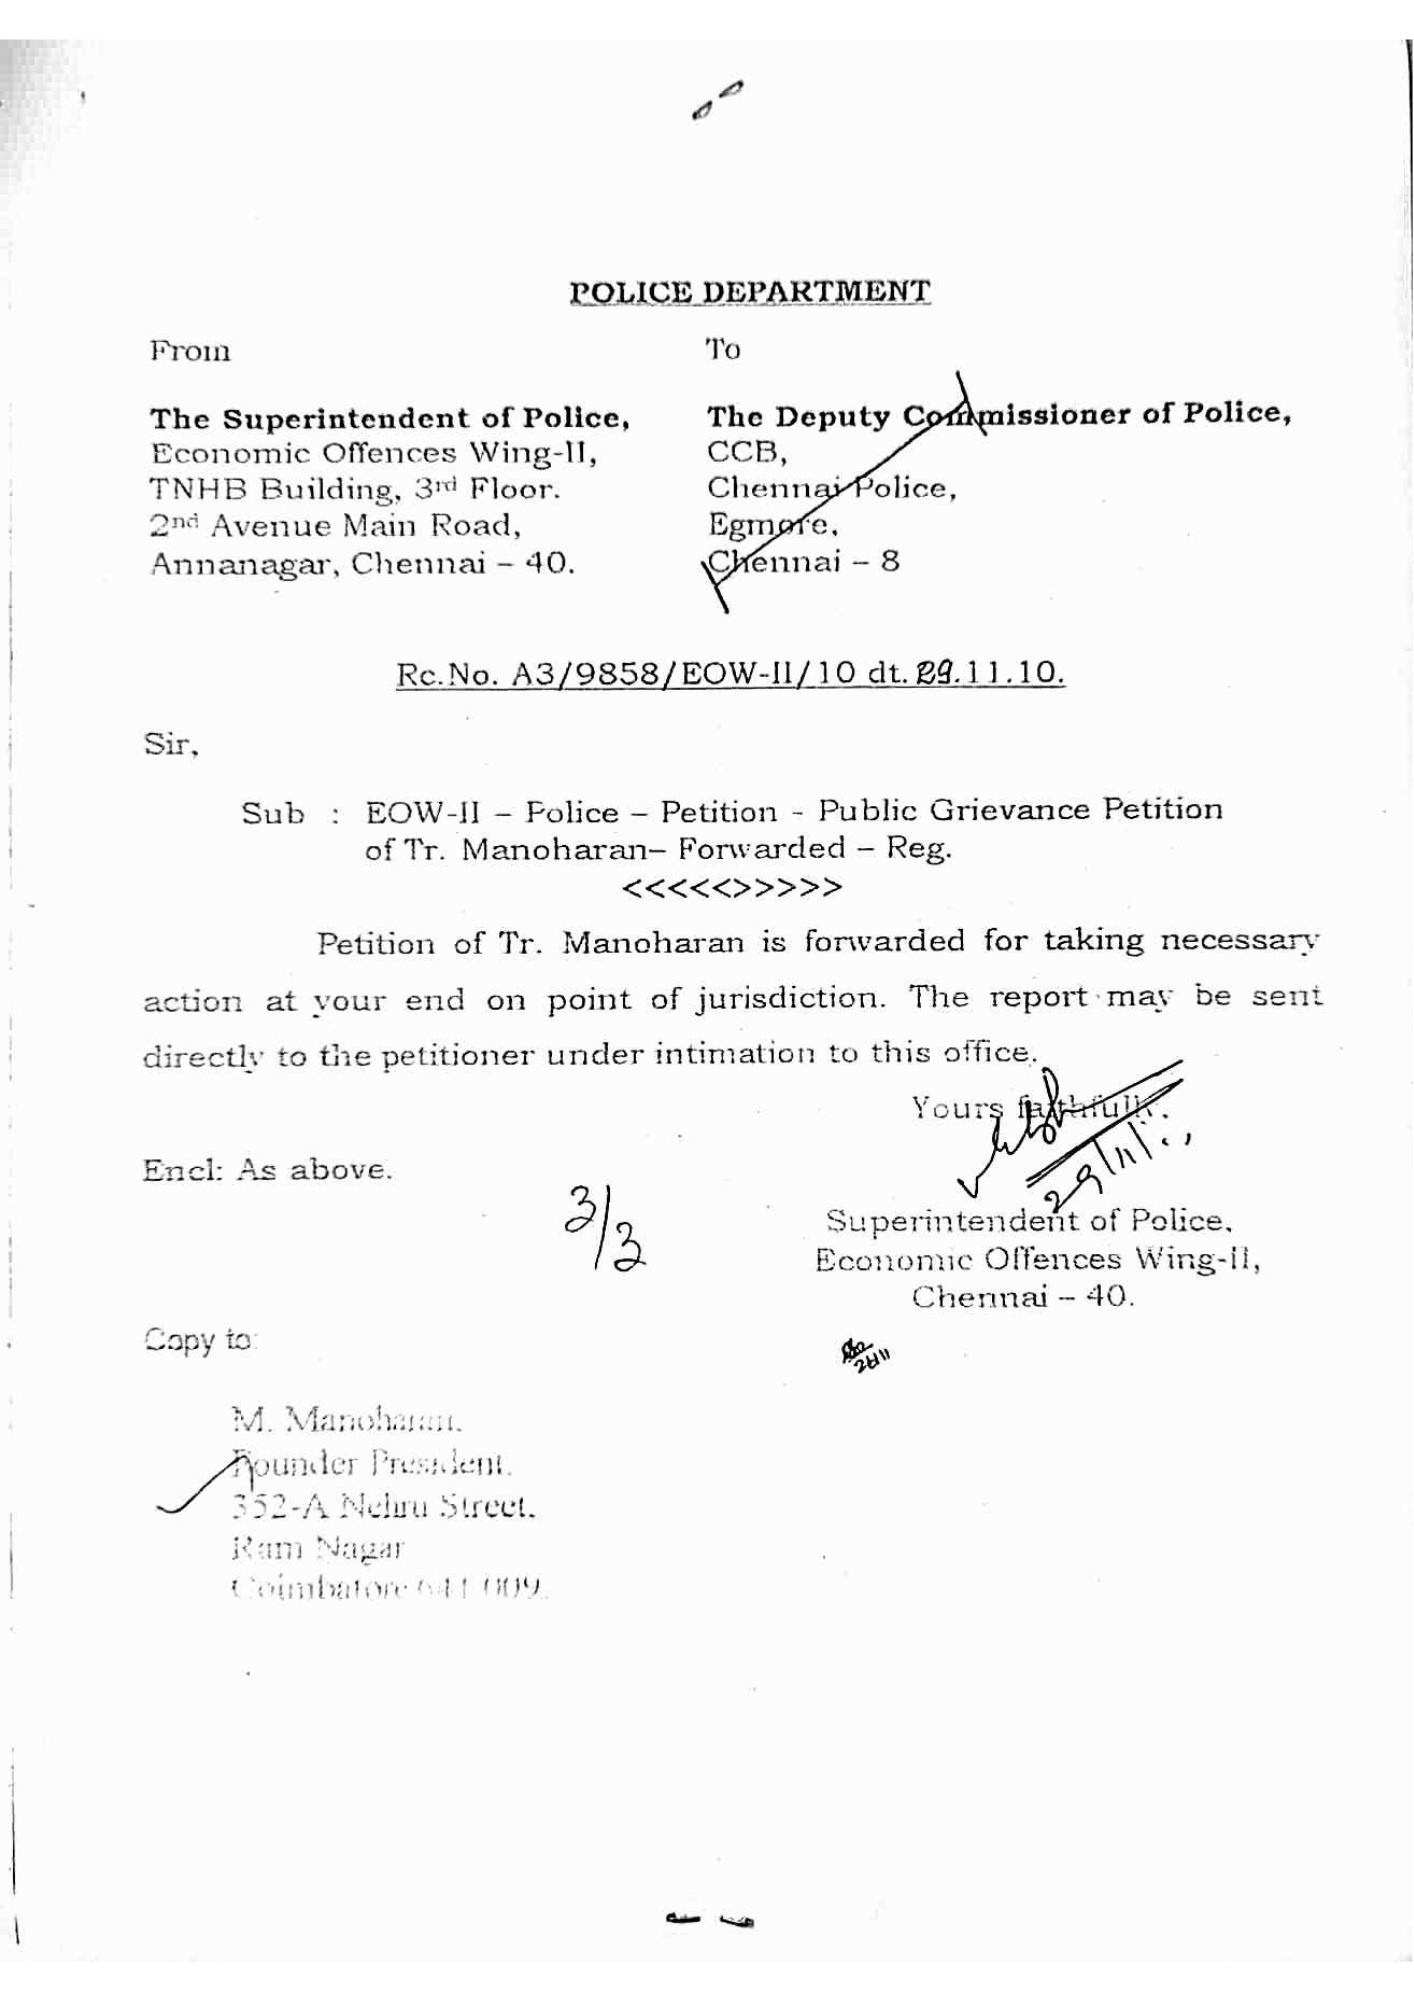 POLICE DEPARTMENT
From
To
The Superintendent of Police,
Economic Offences Wing-II,
TNHB Building, 3rd Floor.
2nd Avenue Main Road,
Annanagar, Chennai – 40.
The Deputy Commissioner of Police,
CCB,
Chennai Police,
Egmore,
Chennai – 8
Rc.No. A3/9858/EOW-II/10 dt. 29.11.10.
Sir,
Sub : EOW-II – Police – Petition - Public Grievance Petition
of Tr. Manoharan– Forwarded – Reg.
<<<<<>>>>>
Petition of Tr. Manoharan is forwarded for taking necessary
action at your end on point of jurisdiction. The report may be sent
directly to the petitioner under intimation to this office.
Yours faithfully.
29/11/
Encl: As above.
3/3
Superintendent of Police,
Economic Offences Wing-II,
Chennai – 40.
Copy to:
M. Manoharan.
Founder President.
352-A Nehru Street.
Ram Nagar
Coimbatore 641 009.